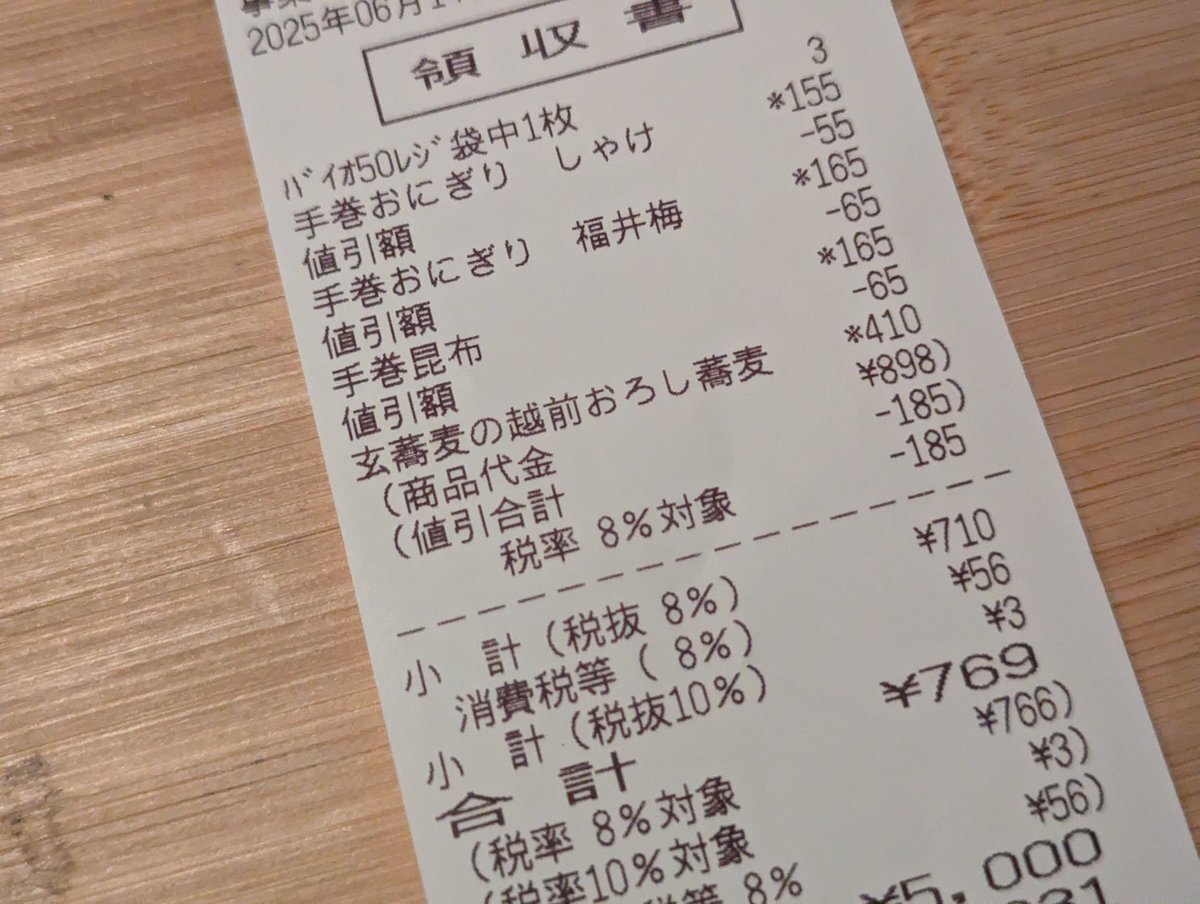 2025年06月1
領 収 書
バイオ50レジ袋中1枚 3
手巻おにぎり しゃけ *155
値引額 -55
手巻おにぎり 福井梅 *165
値引額 -65
手巻昆布 *165
値引額 -65
玄蕎麦の越前おろし蕎麦 *410
(商品代金 ¥898)
(値引合計 -185)
税率 8%対象 -185
小 計(税抜 8%) ¥710
消費税等( 8%) ¥56
小 計(税抜10%) ¥3
合 計 ¥769
(税率 8%対象 ¥766)
(税率10%対象 ¥3)
税等 8% ¥56)
¥5,000